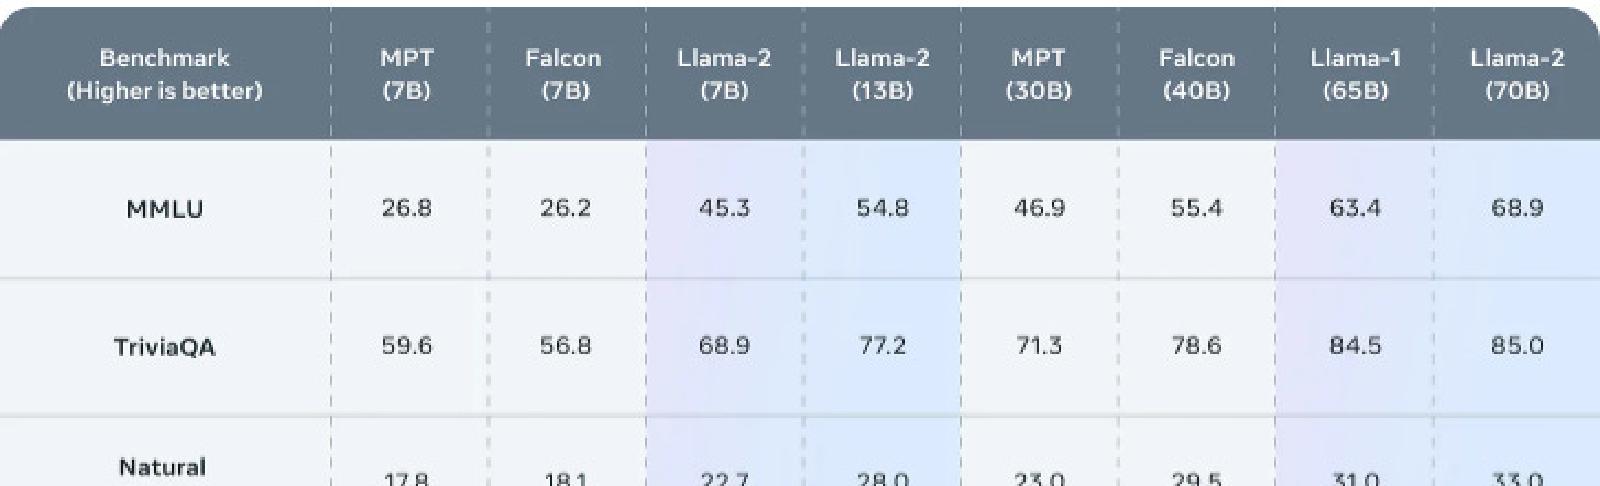 Benchmark MPT Falcon Llama-2 Llama-2 MPT Falcon Llama-1 Llama-2
(Higher is better) (7B) (7B) (7B) (13B) (30B) (40B) (65B) (70B)
MMLU 26.8 26.2 45.3 54.8 46.9 55.4 63.4 68.9
TriviaQA 59.6 56.8 68.9 77.2 71.3 78.6 84.5 85.0
Natural
17.8 18.1 22.7 28.0 23.0 29.5 31.0 33.0